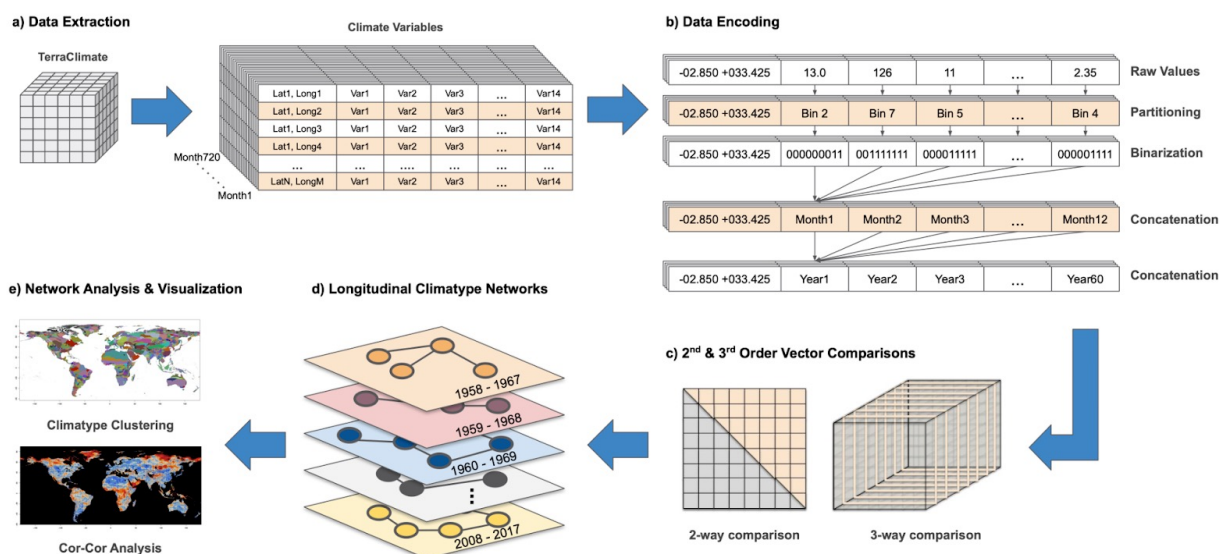 a) Data Extraction
TerraClimate
Climate Variables
Lat1, Long1 Var1 Var2 Var3 ... Var14
Lat1, Long2 Var1 Var2 Var3 ... Var14
Lat1, Long3 Var1 Var2 Var3 ... Var14
Lat1, Long4 Var1 Var2 Var3 ... Var14
... ... .... ... ... ...
LatN, LongM Var1 Var2 Var3 ... Var14
Month720
Month1
b) Data Encoding
-02.850 +033.425 13.0 126 11 ... 2.35 Raw Values
-02.850 +033.425 Bin 2 Bin 7 Bin 5 ... Bin 4 Partitioning
-02.850 +033.425 000000011 001111111 000011111 ... 000001111 Binarization
-02.850 +033.425 Month1 Month2 Month3 ... Month12 Concatenation
-02.850 +033.425 Year1 Year2 Year3 ... Year60 Concatenation
c) 2nd & 3rd Order Vector Comparisons
2-way comparison
3-way comparison
d) Longitudinal Climatype Networks
1958 - 1967
1959 - 1968
1960 - 1969
2008 - 2017
e) Network Analysis & Visualization
Climatype Clustering
Cor-Cor Analysis